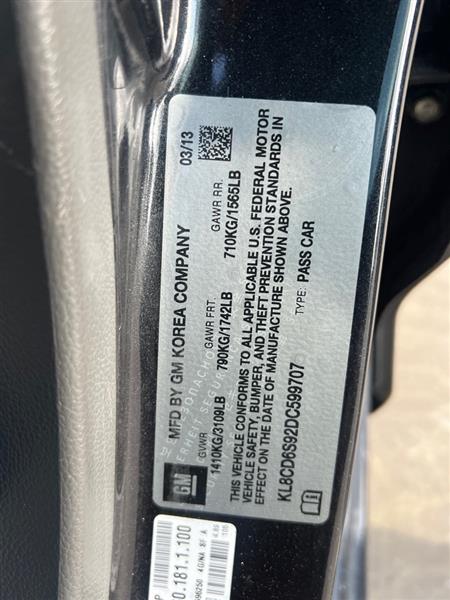 MFD BY GM KOREA COMPANY 03/13
GVWR GAWR FRT. GAWR RR.
1410KG/3109LB 790KG/1742LB 710KG/1565LB
THIS VEHICLE CONFORMS TO ALL APPLICABLE U.S. FEDERAL MOTOR
VEHICLE SAFETY, BUMPER, AND THEFT PREVENTION STANDARDS IN
EFFECT ON THE DATE OF MANUFACTURE SHOWN ABOVE.
KL8CD6S92DC599707 TYPE: PASS CAR
GM
0.181.1.100